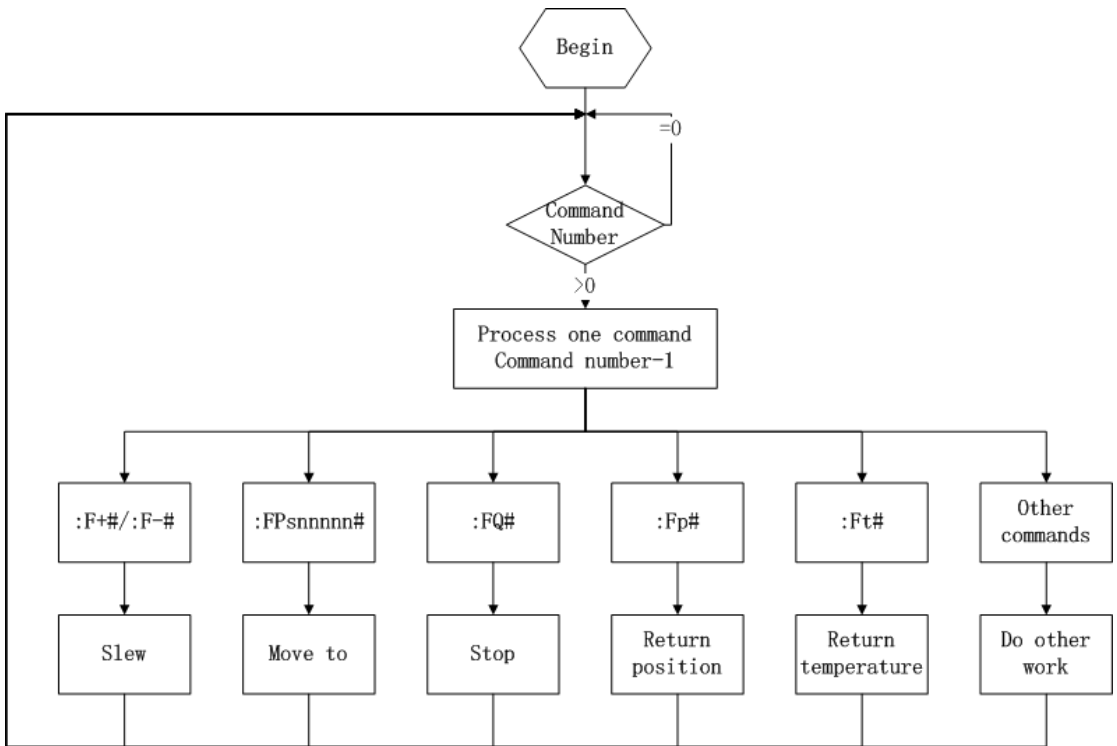 Begin
=0
Command
Number
>0
Process one command
Command number-1
:F+#/:F-#
:FPsnnnnn#
:FQ#
:Fp#
:Ft#
Other
commands
Slew
Move to
Stop
Return
position
Return
temperature
Do other
work